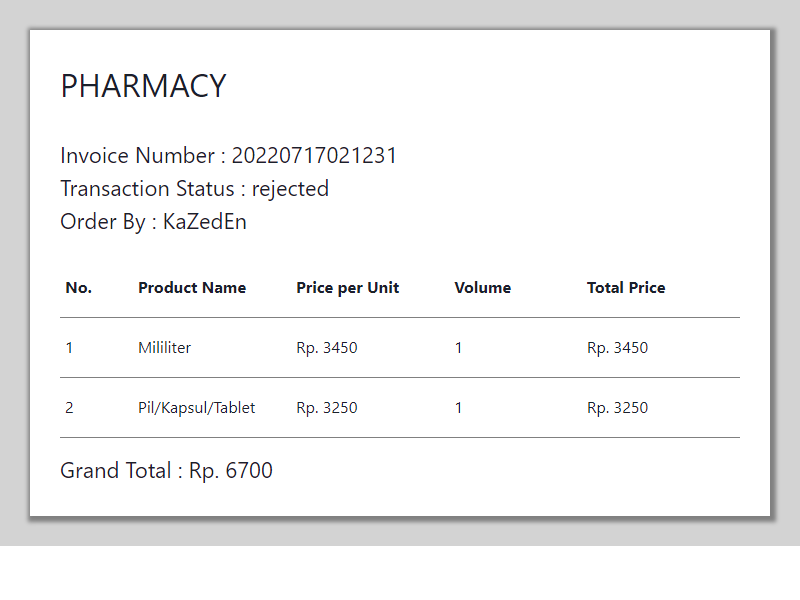 PHARMACY
Invoice Number : 20220717021231
Transaction Status : rejected
Order By : KaZedEn
No. Product Name Price per Unit Volume Total Price
1 Mililiter Rp. 3450 1 Rp. 3450
2 Pil/Kapsul/Tablet Rp. 3250 1 Rp. 3250
Grand Total : Rp. 6700